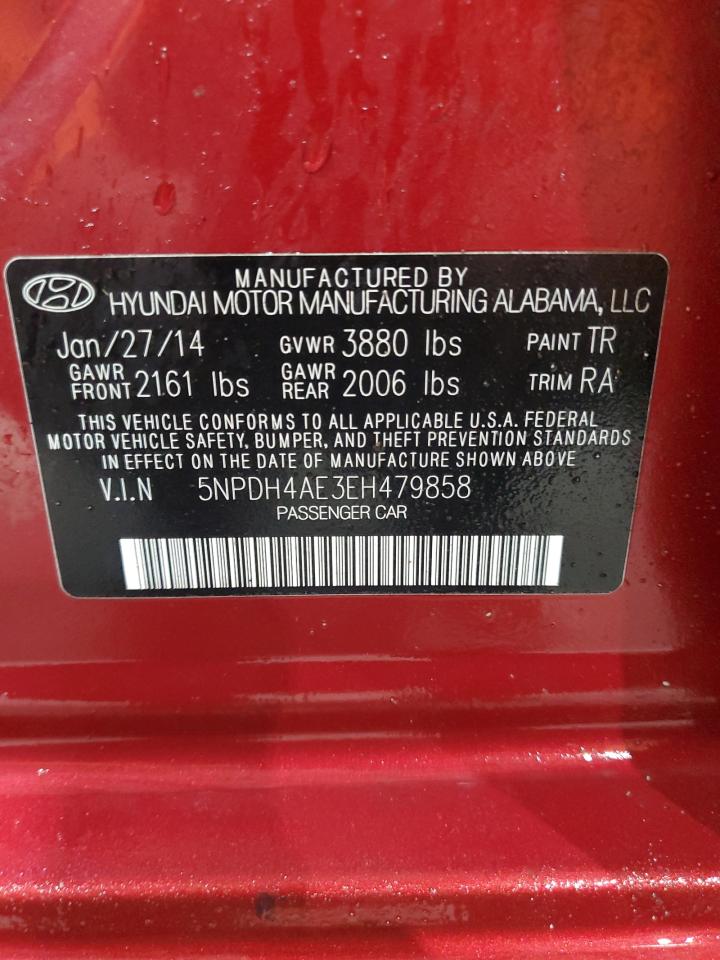 MANUFACTURED BY
HYUNDAI MOTOR MANUFACTURING ALABAMA, LLC
Jan/27/14 GVWR 3880 lbs PAINT TR
GAWR FRONT 2161 lbs GAWR REAR 2006 lbs TRIM RA
THIS VEHICLE CONFORMS TO ALL APPLICABLE U.S.A. FEDERAL
MOTOR VEHICLE SAFETY, BUMPER, AND THEFT PREVENTION STANDARDS
IN EFFECT ON THE DATE OF MANUFACTURE SHOWN ABOVE
V.I.N 5NPDH4AE3EH479858
PASSENGER CAR